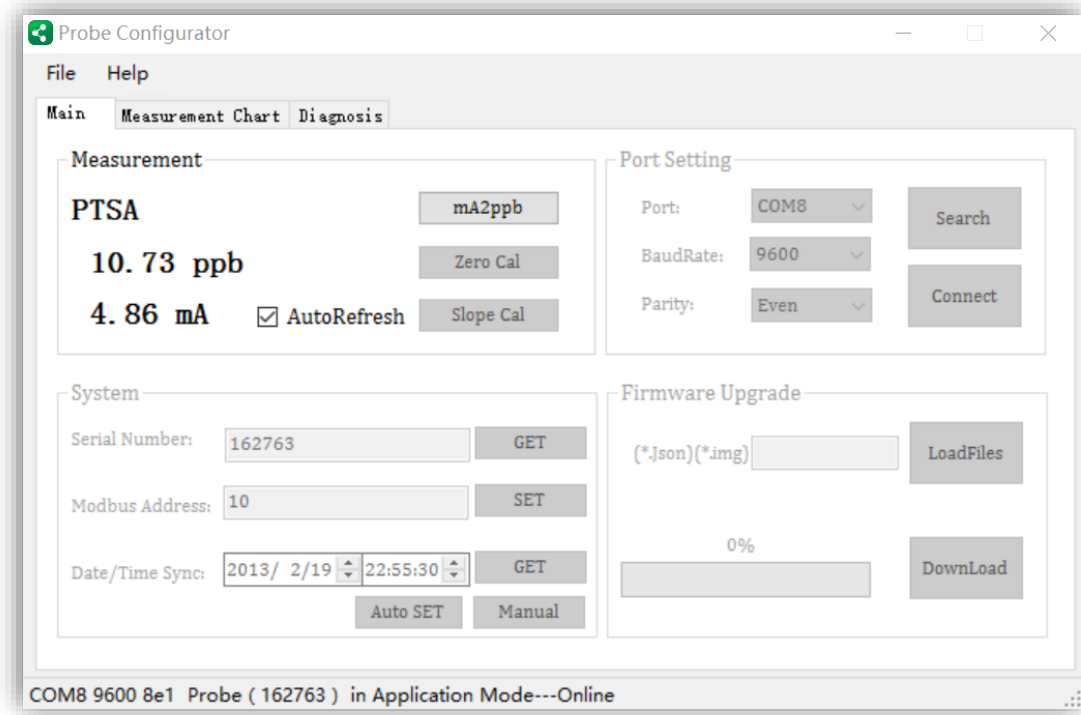 Probe Configurator
File Help
Main Measurement Chart Diagnosis
Measurement
PTSA
mA2ppb
10.73 ppb
Zero Cal
4.86 mA
AutoRefresh
Slope Cal
Port Setting
Port: COM8
Search
BaudRate: 9600
Parity: Even
Connect
System
Serial Number: 162763 GET
Modbus Address: 10 SET
Date/Time Sync: 2013/ 2/19 22:55:30 GET
Auto SET Manual
Firmware Upgrade
(*.Json)(*.img) LoadFiles
0%
DownLoad
COM8 9600 8e1 Probe ( 162763 ) in Application Mode---Online